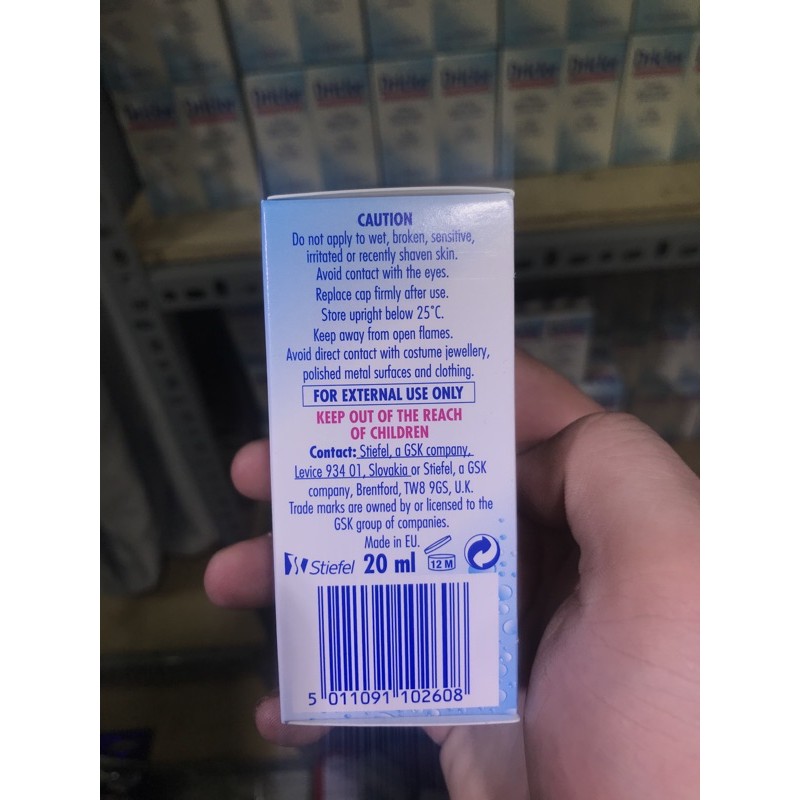 CAUTION
Do not apply to wet, broken, sensitive,
irritated or recently shaven skin.
Avoid contact with the eyes.
Replace cap firmly after use.
Store upright below 25˚C.
Keep away from open flames.
Avoid direct contact with costume jewellery,
polished metal surfaces and clothing.
FOR EXTERNAL USE ONLY
KEEP OUT OF THE REACH
OF CHILDREN
Contact: Stiefel, a GSK company,
Levice 934 01, Slovakia or Stiefel, a GSK
company, Brentford, TW8 9GS, U.K.
Trade marks are owned by or licensed to the
GSK group of companies.
Made in EU.
Stiefel 20 ml 12 M
5 011091 102608